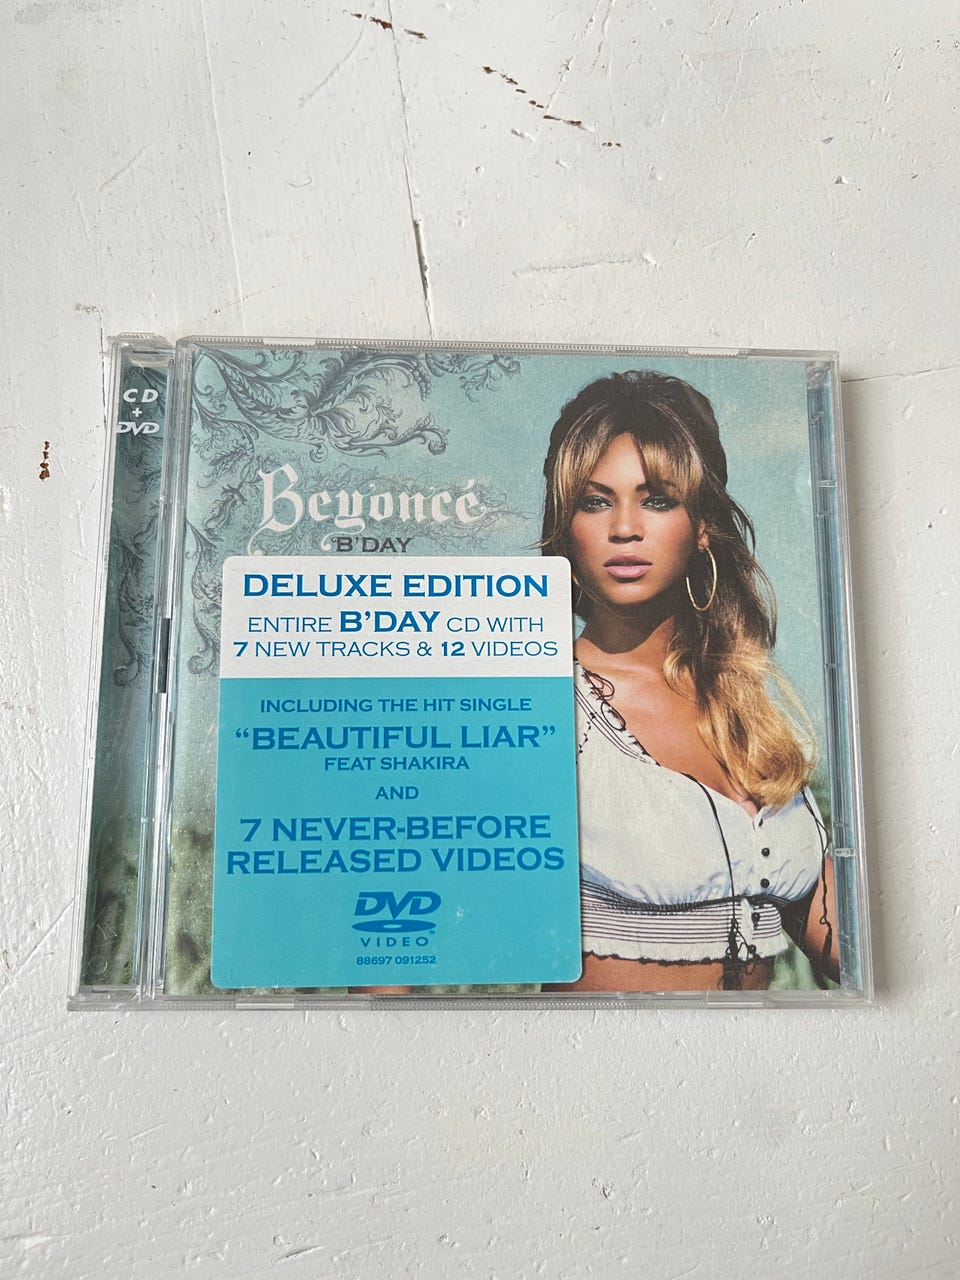 CD
+
DVD
Beyoncé
B'DAY
DELUXE EDITION
ENTIRE B'DAY CD WITH
7 NEW TRACKS & 12 VIDEOS
INCLUDING THE HIT SINGLE
“BEAUTIFUL LIAR”
FEAT SHAKIRA
AND
7 NEVER-BEFORE
RELEASED VIDEOS
DVD
VIDEO™
88697 091252